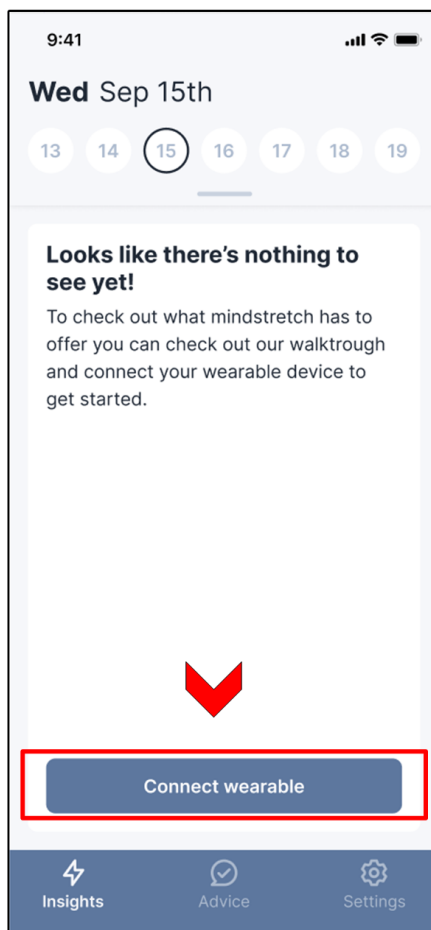 9:41
Wed Sep 15th
13 14 15 16 17 18 19
Looks like there's nothing to
see yet!
To check out what mindstretch has to
offer you can check out our walktrough
and connect your wearable device to
get started.
Connect wearable
Insights Advice Settings